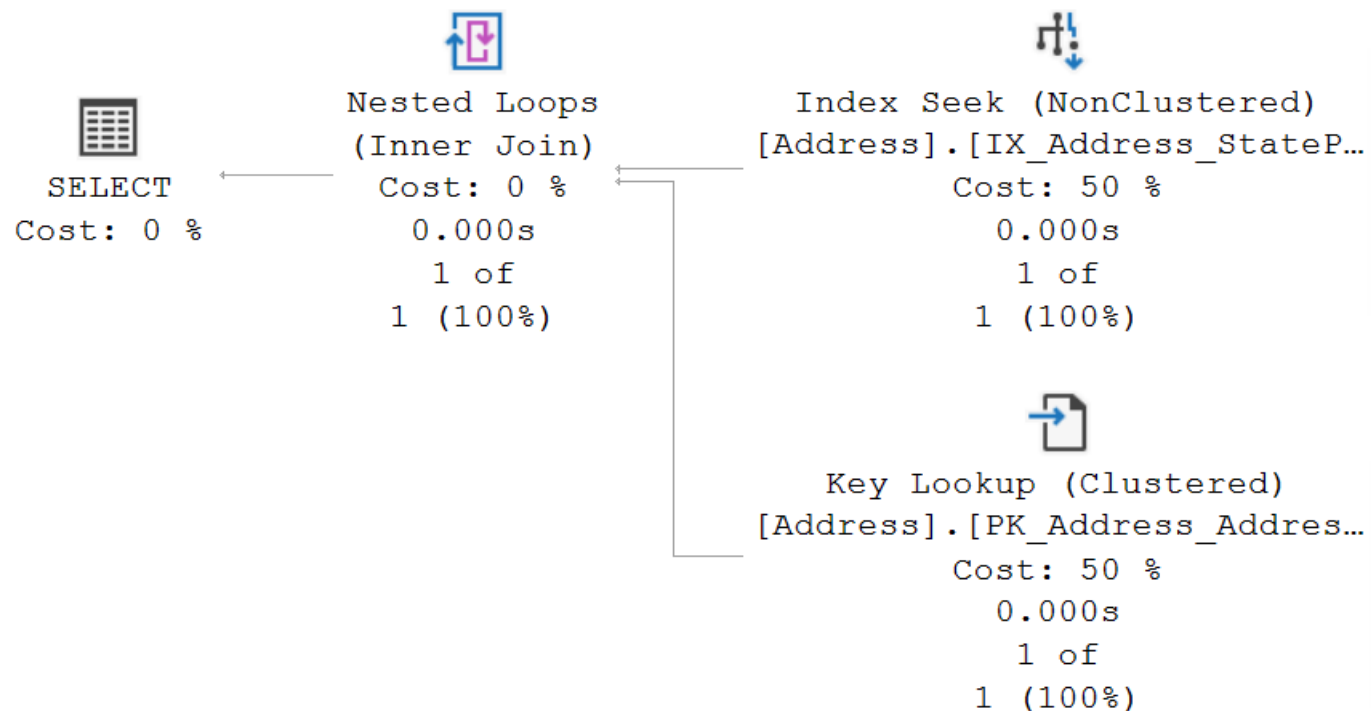 SELECT
Cost: 0 %
Nested Loops
(Inner Join)
Cost: 0 %
0.000s
1 of
1 (100%)
Index Seek (NonClustered)
[Address].[IX_Address_StateP…
Cost: 50 %
0.000s
1 of
1 (100%)
Key Lookup (Clustered)
[Address].[PK_Address_Addres…
Cost: 50 %
0.000s
1 of
1 (100%)